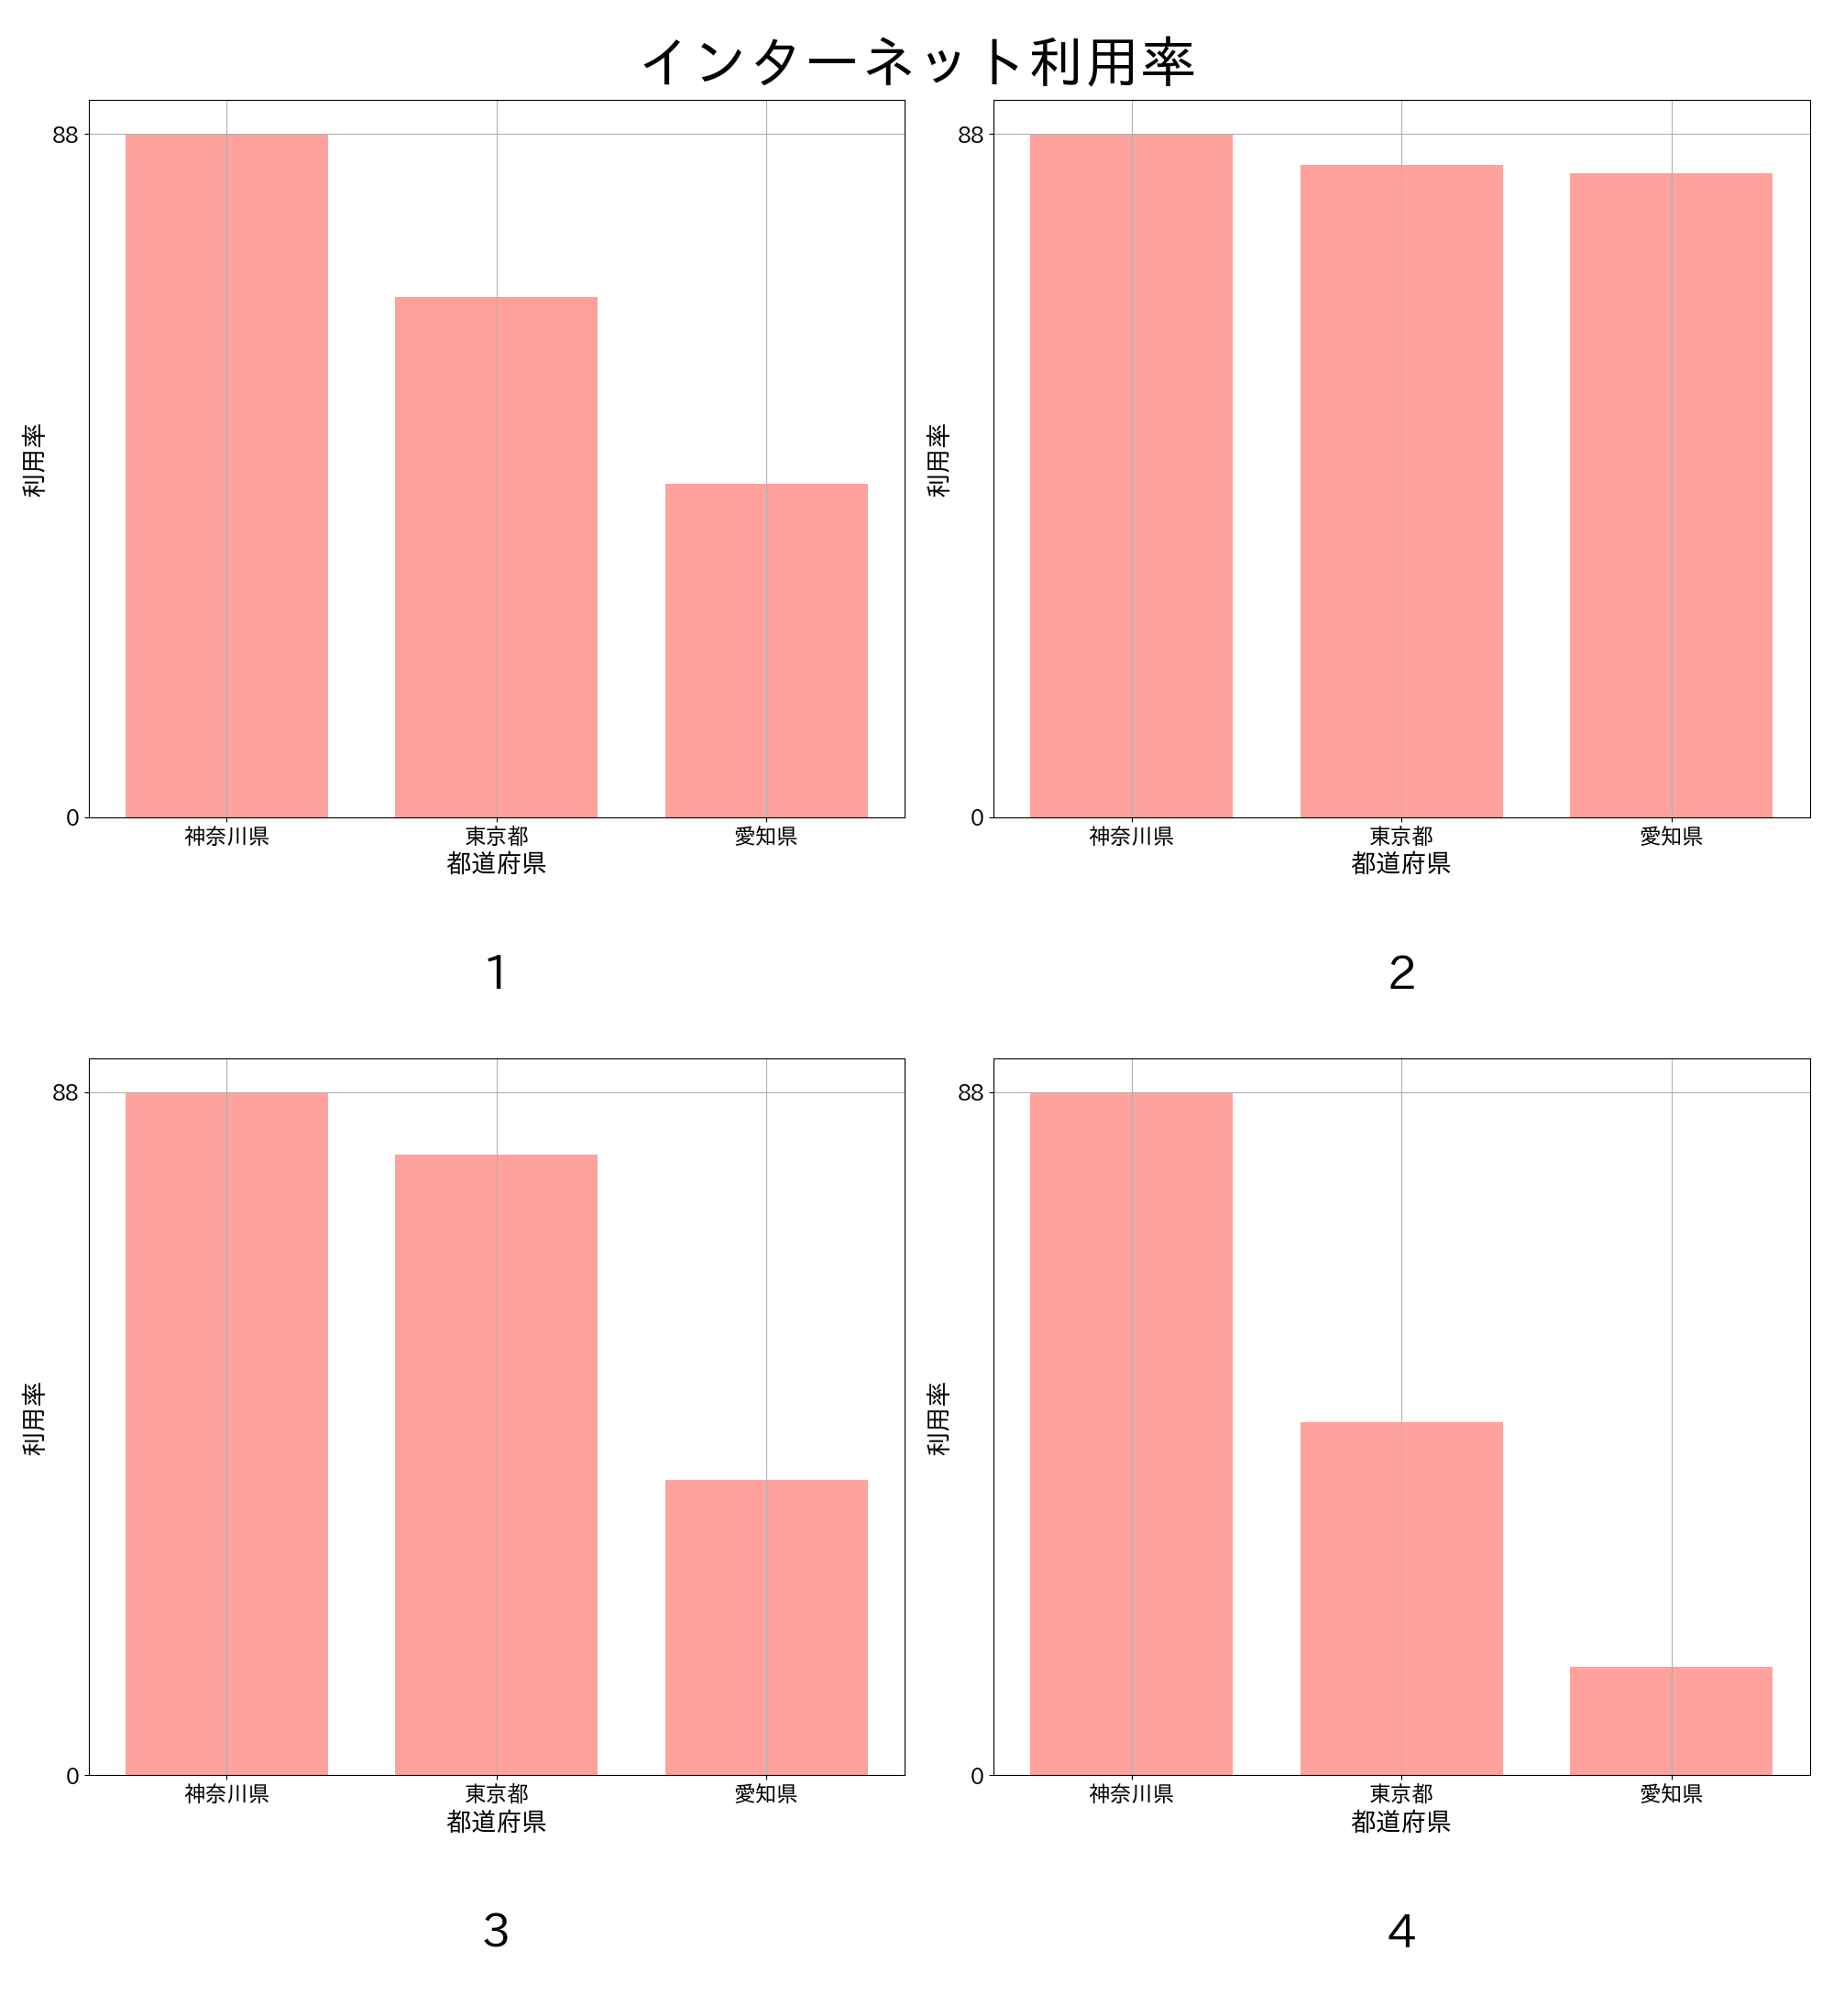 インターネット利用率
88
0
利用率
神奈川県 東京都 愛知県
都道府県
1
88
0
利用率
神奈川県 東京都 愛知県
都道府県
2
88
0
利用率
神奈川県 東京都 愛知県
都道府県
3
88
0
利用率
神奈川県 東京都 愛知県
都道府県
4